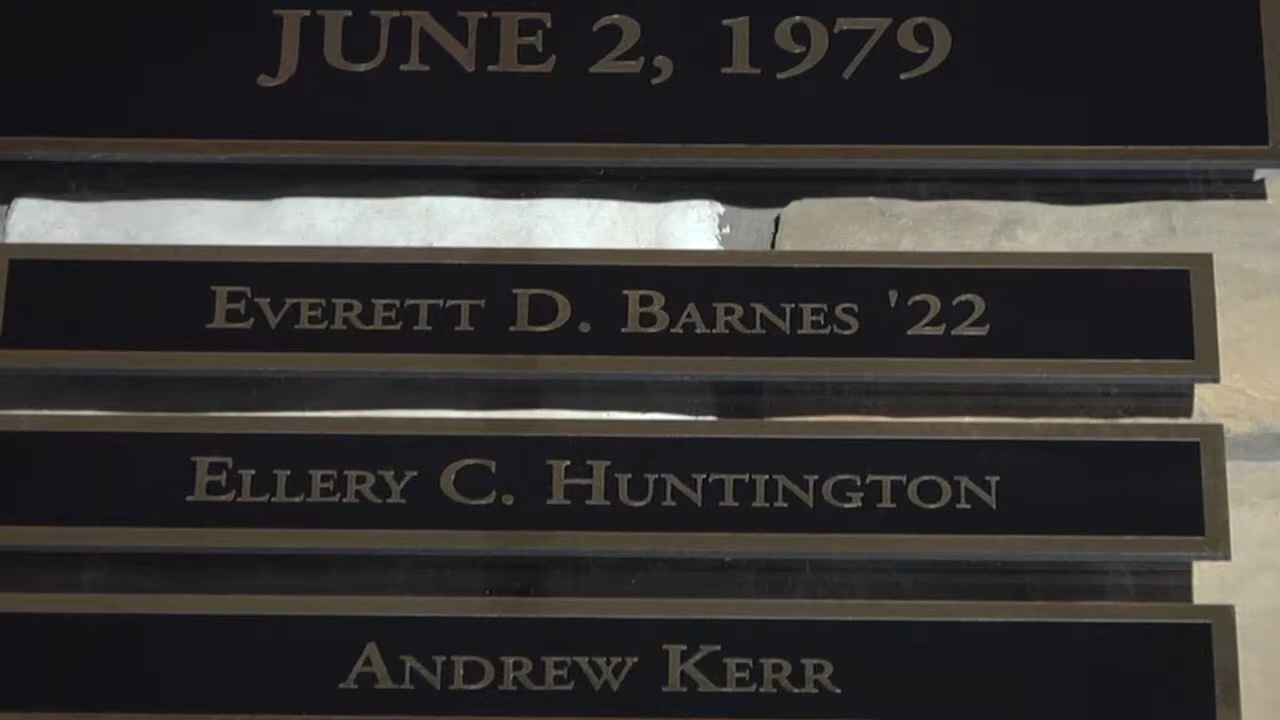 JUNE 2, 1979
EVERETT D. BARNES '22
ELLERY C. HUNTINGTON
ANDREW KERR